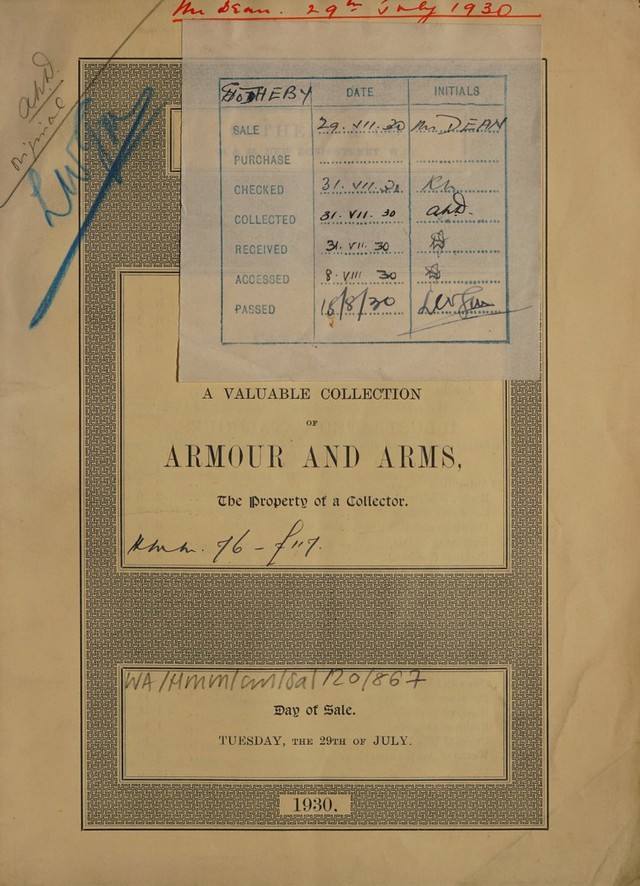 Mr Dean. 29th July 1930
ahd.
original
SOTHEBY DATE INITIALS
SALE 29.VII.30 Mr. DEAN
PURCHASE
CHECKED 31.VII.30
COLLECTED 31.VII.30 ahd.
RECEIVED 31.VII.30
ACCESSED 8.VIII 30
PASSED 18/8/30
A VALUABLE COLLECTION
OF
ARMOUR AND ARMS,
The Property of a Collector.
WA/Hmm/cm/Sal/20/867
Day of Sale.
TUESDAY, THE 29TH OF JULY.
1930.